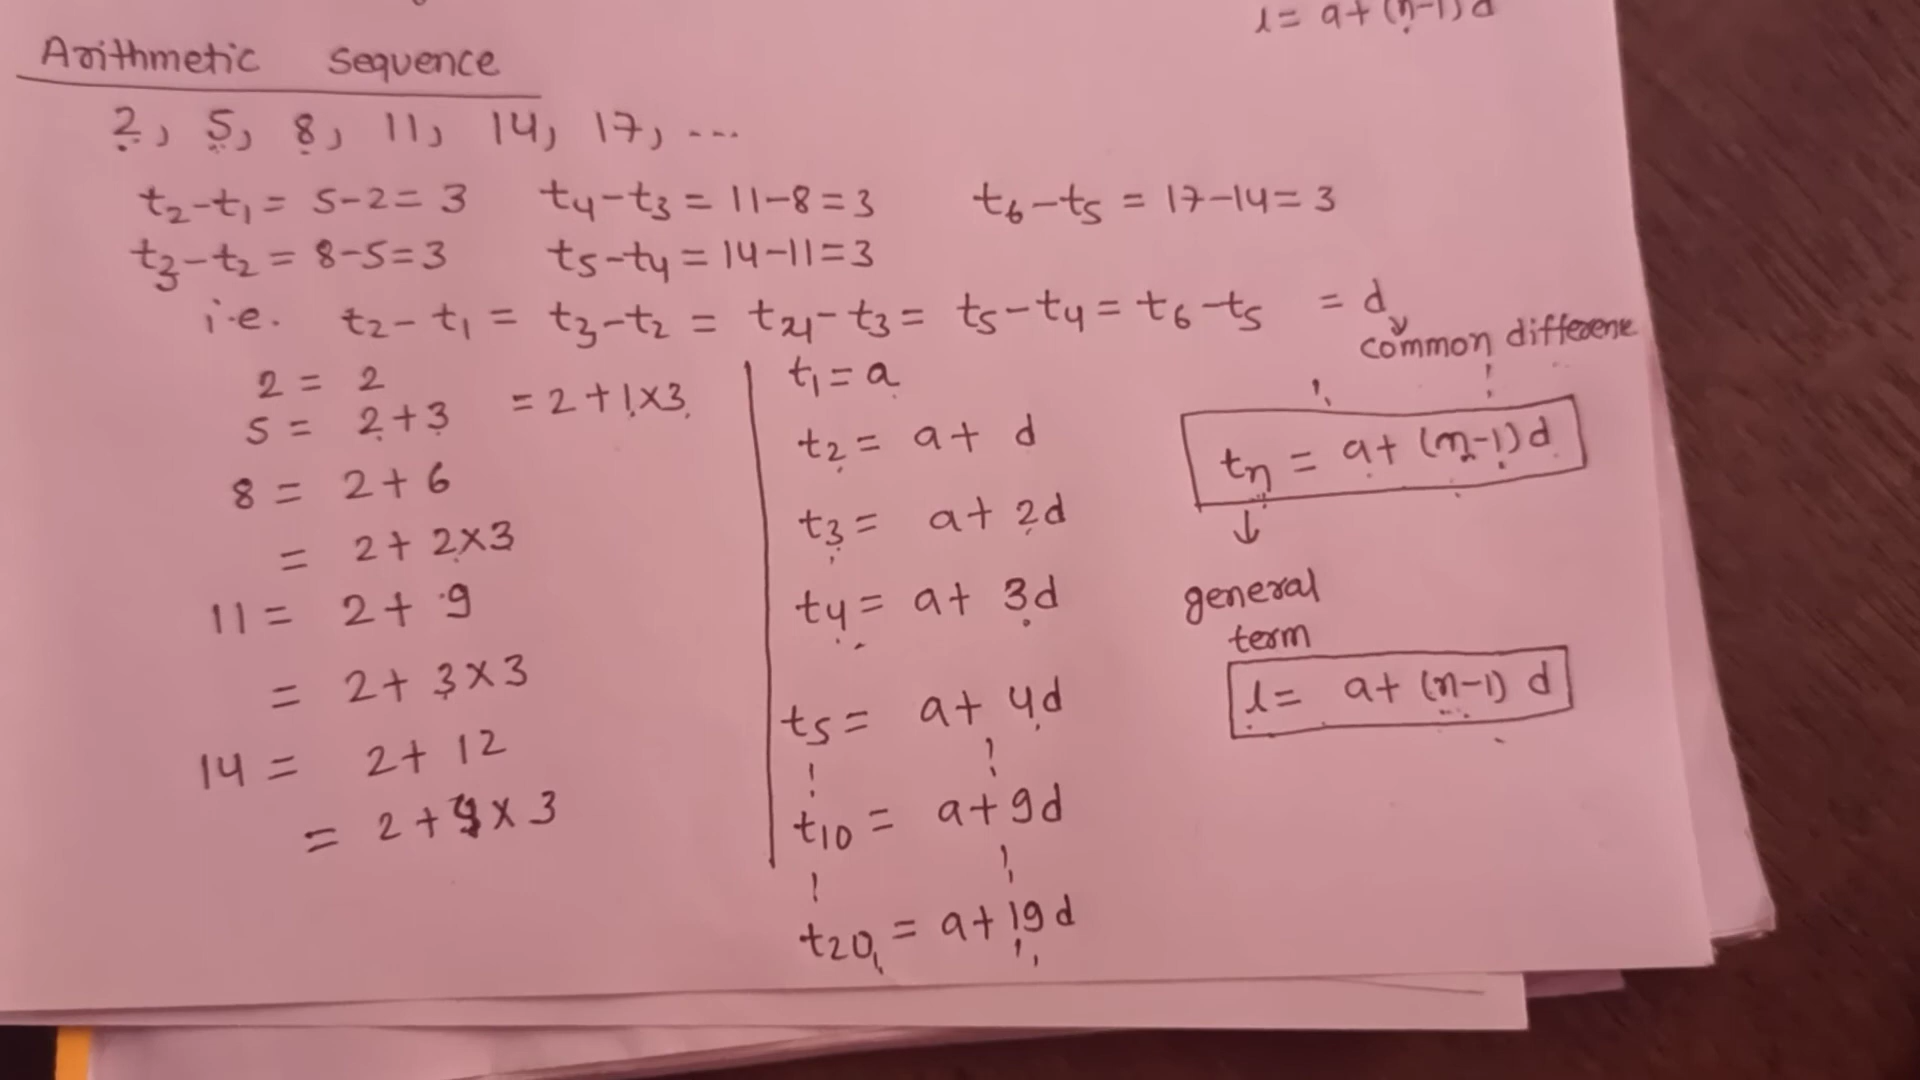 l = a+(n-1)d
Arithmetic sequence
2, 5, 8, 11, 14, 17, ...
t₂-t₁ = 5-2 = 3 t₄-t₃ = 11-8 = 3 t₆-t₅ = 17-14 = 3
t₃-t₂ = 8-5 = 3 t₅-t₄ = 14-11 = 3
i.e. t₂-t₁ = t₃-t₂ = t₄-t₃ = t₅-t₄ = t₆-t₅ = d
common differene
2 = 2
5 = 2+3 = 2+1×3
8 = 2+6
= 2+2×3
11 = 2+9
= 2+3×3
14 = 2+12
= 2+4×3
t₁ = a
t₂ = a+d
t₃ = a+2d
t₄ = a+3d
t₅ = a+4d
t₁₀ = a+9d
t₂₀ = a+19d
tₙ = a+(n-1)d
↓
general
term
l = a+(n-1)d